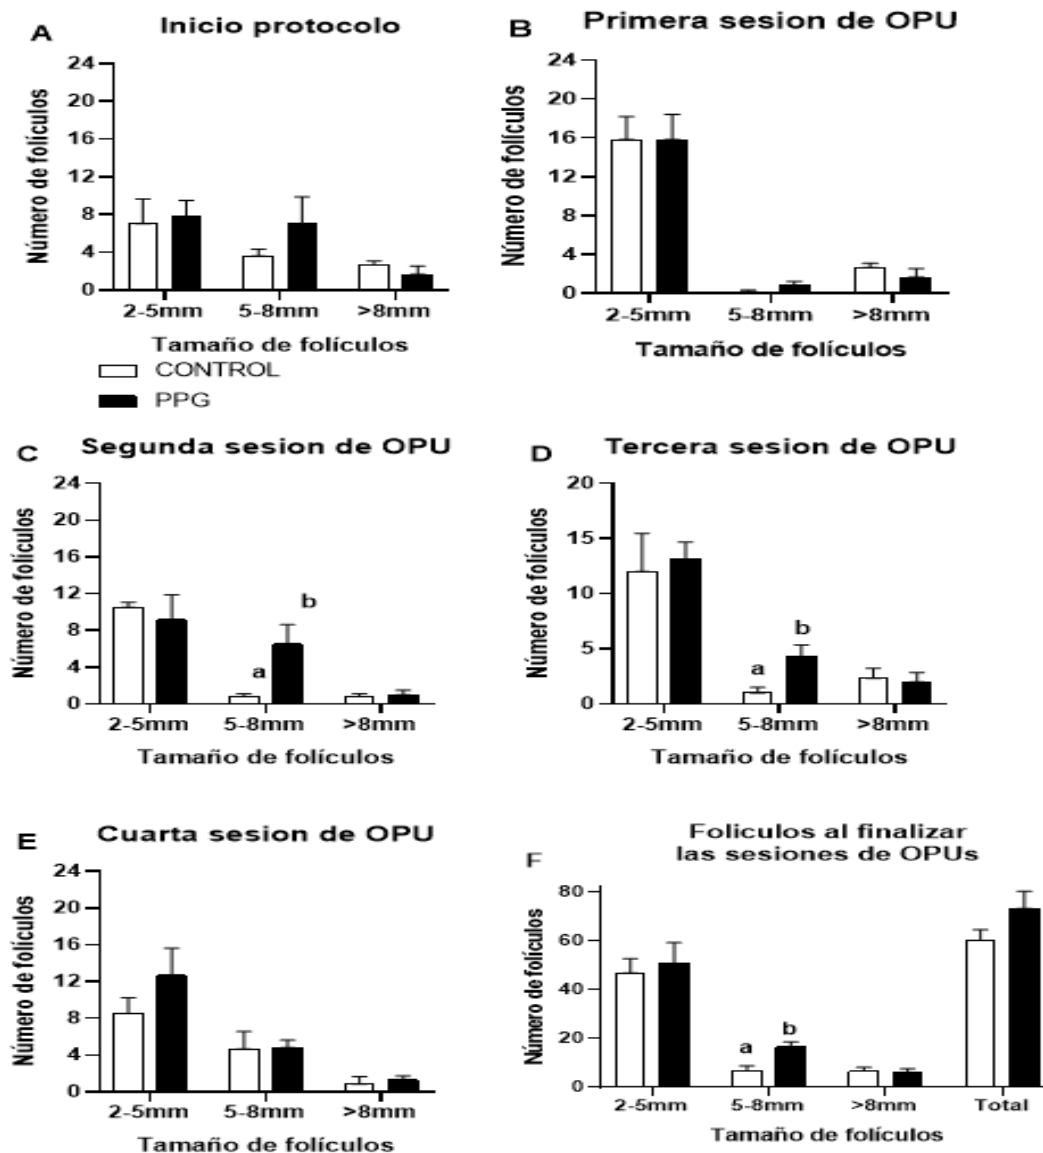 A
Inicio protocolo
Número de folículos
24
20
16
12
8
4
0
2-5mm 5-8mm >8mm
Tamaño de folículos
CONTROL
PPG
B
Primera sesion de OPU
Número de folículos
24
20
16
12
8
4
0
2-5mm 5-8mm >8mm
Tamaño de folículos
C
Segunda sesion de OPU
Número de folículos
24
20
16
12
8
4
0
a
b
2-5mm 5-8mm >8mm
Tamaño de folículos
D
Tercera sesion de OPU
Número de folículos
20
15
10
5
0
a
b
2-5mm 5-8mm >8mm
Tamaño de folículos
E
Cuarta sesion de OPU
Número de folículos
24
20
16
12
8
4
0
2-5mm 5-8mm >8mm
Tamaño de folículos
F
Foliculos al finalizar
las sesiones de OPUs
Número de folículos
80
60
40
20
0
a
b
2-5mm 5-8mm >8mm Total
Tamaño de folículos